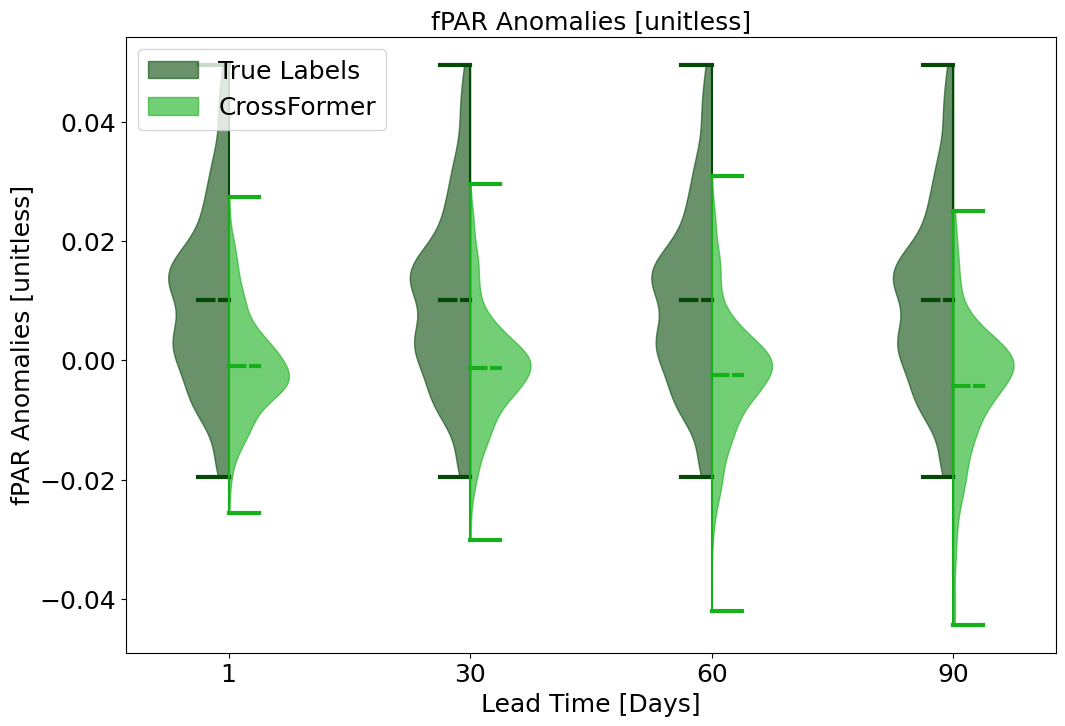 fPAR Anomalies [unitless]
True Labels
CrossFormer
fPAR Anomalies [unitless]
0.04
0.02
0.00
−0.02
−0.04
1
30
60
90
Lead Time [Days]